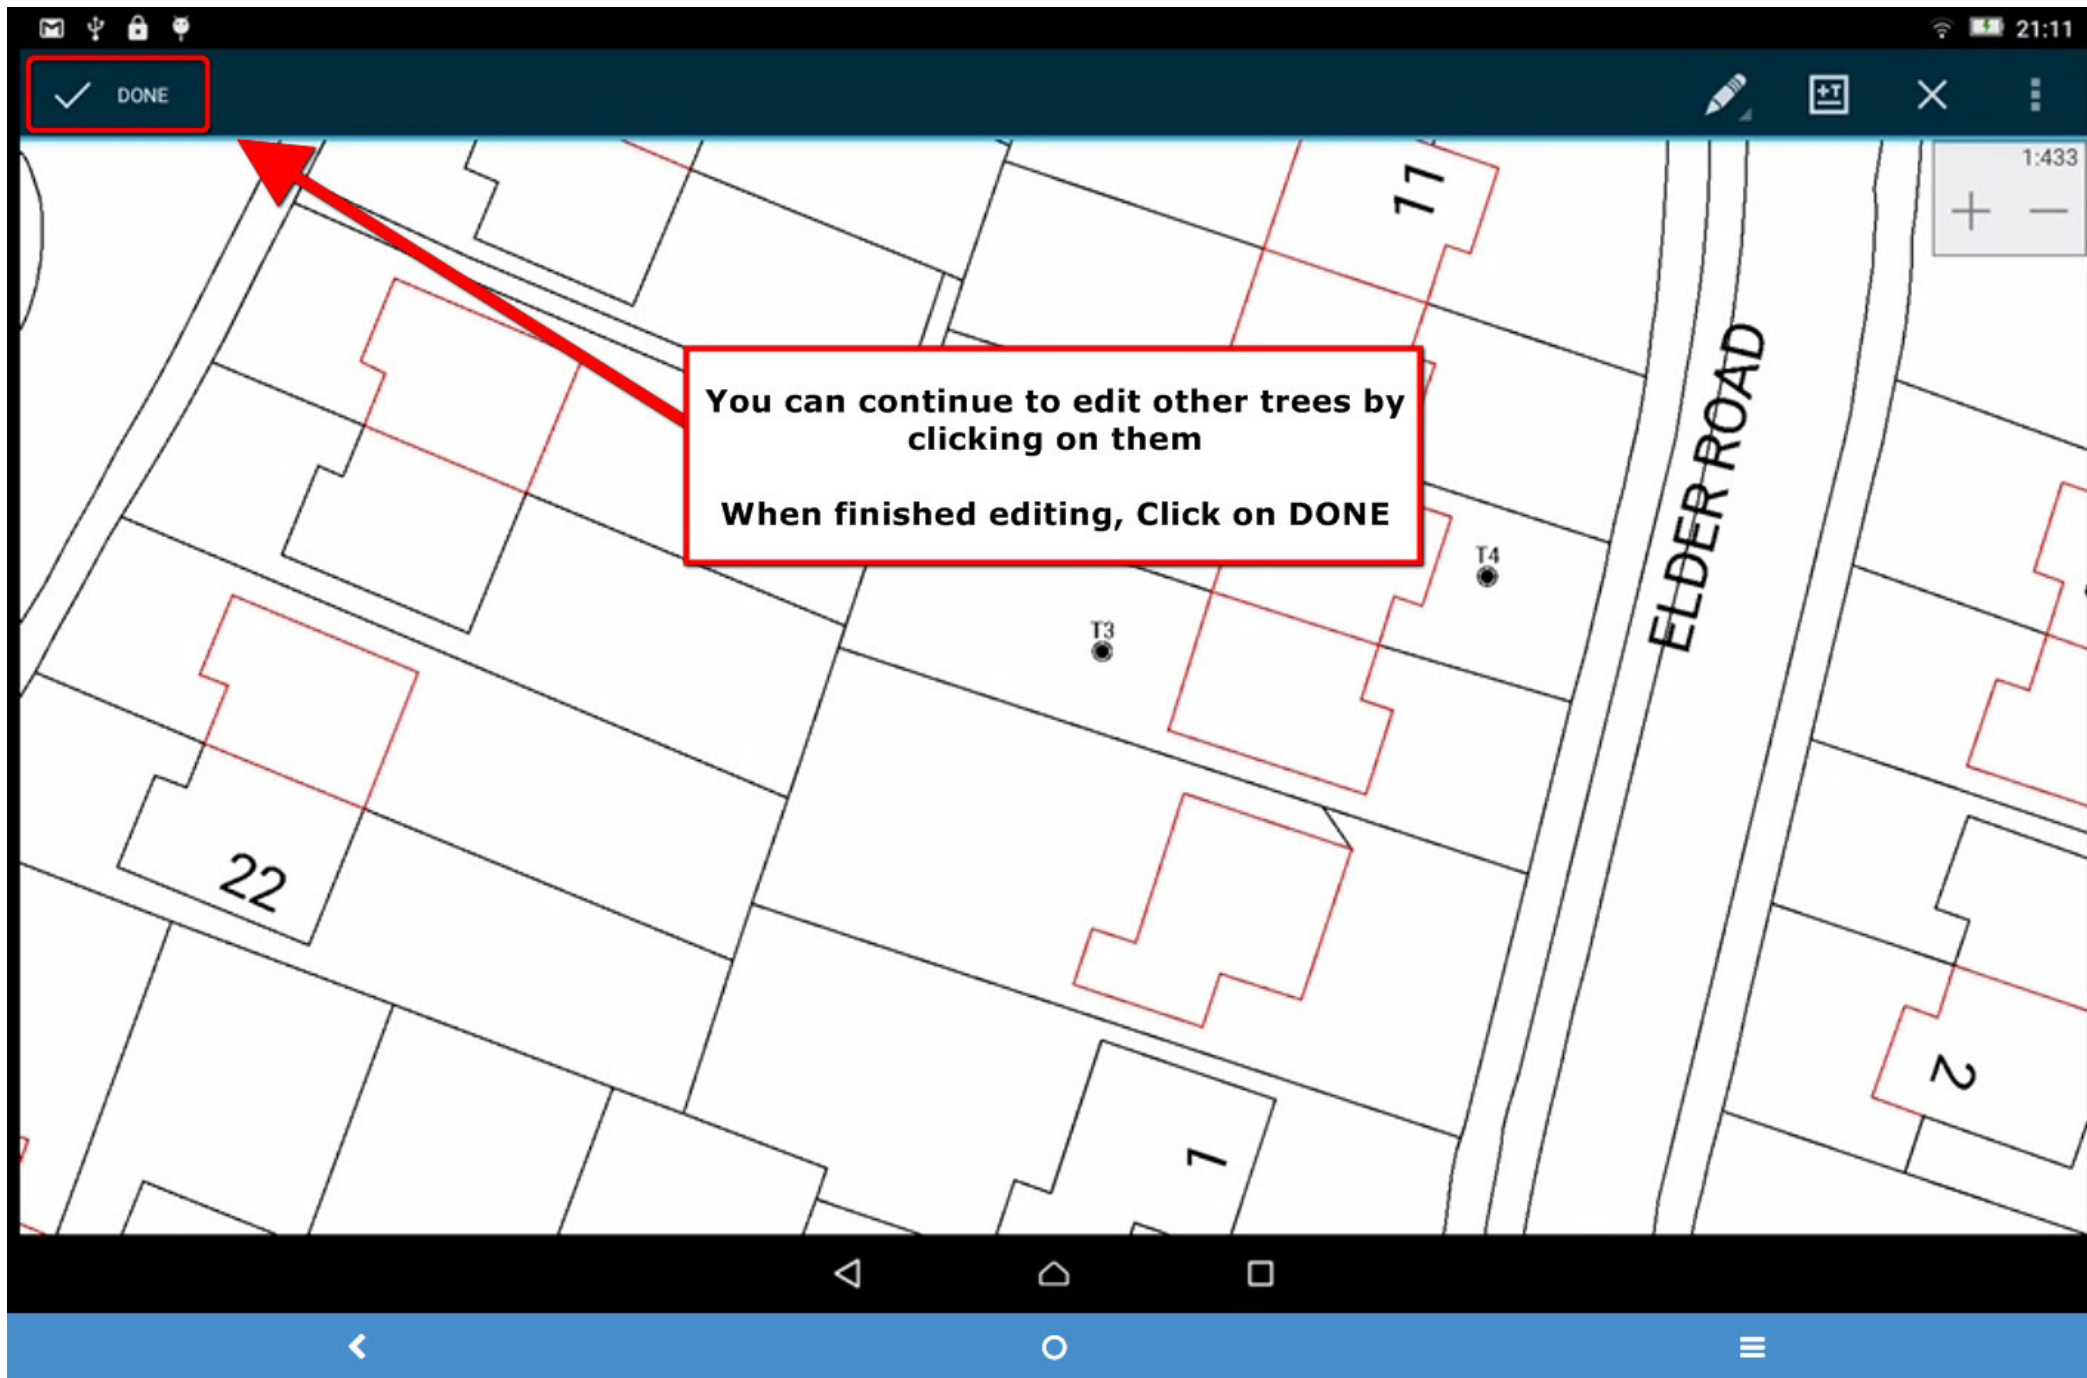 21:11
DONE
+T
1:433
11
You can continue to edit other trees by
clicking on them
When finished editing, Click on DONE
ELDER ROAD
T4
T3
22
2
1